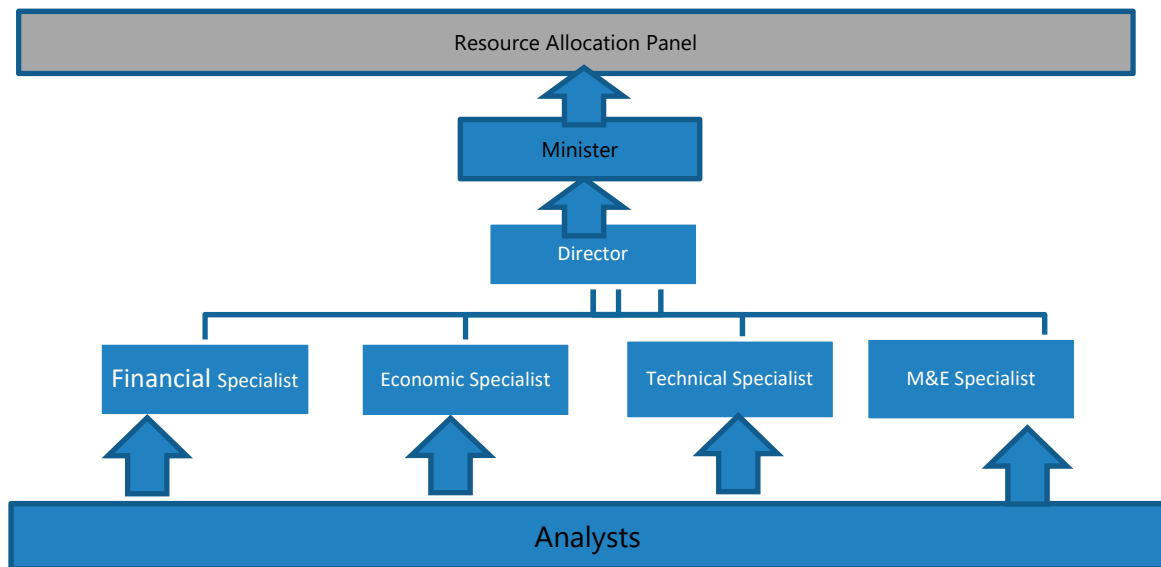 Resource Allocation Panel
Minister
Director
Financial Specialist
Economic Specialist
Technical Specialist
M&E Specialist
Analysts